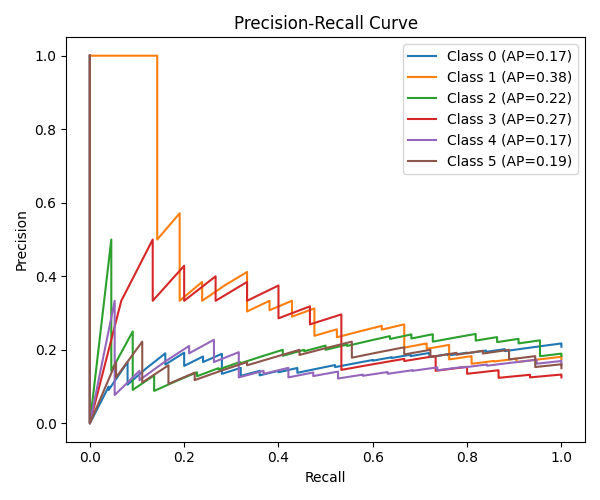 Precision-Recall Curve
Class 0 (AP=0.17)
Class 1 (AP=0.38)
Class 2 (AP=0.22)
Class 3 (AP=0.27)
Class 4 (AP=0.17)
Class 5 (AP=0.19)
Precision
1.0
0.8
0.6
0.4
0.2
0.0
0.0 0.2 0.4 0.6 0.8 1.0
Recall